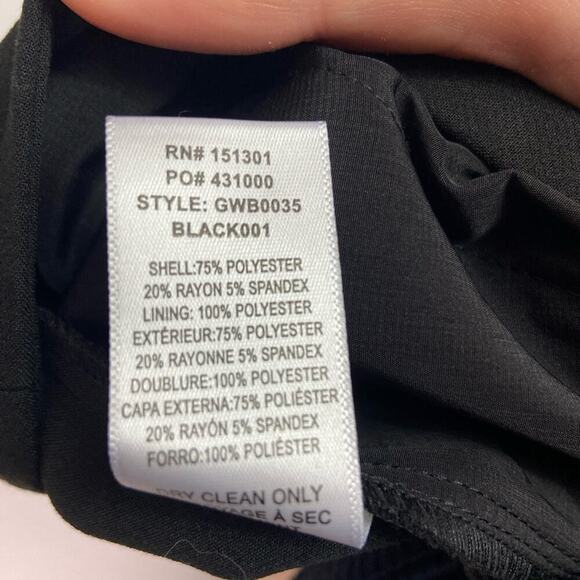 RN# 151301
PO# 431000
STYLE: GWB0035
BLACK001
SHELL:75% POLYESTER
20% RAYON 5% SPANDEX
LINING: 100% POLYESTER
EXTÉRIEUR:75% POLYESTER
20% RAYONNE 5% SPANDEX
DOUBLURE:100% POLYESTER
CAPA EXTERNA:75% POLIÉSTER
20% RAYÓN 5% SPANDEX
FORRO:100% POLIÉSTER
DRY CLEAN ONLY
À SEC